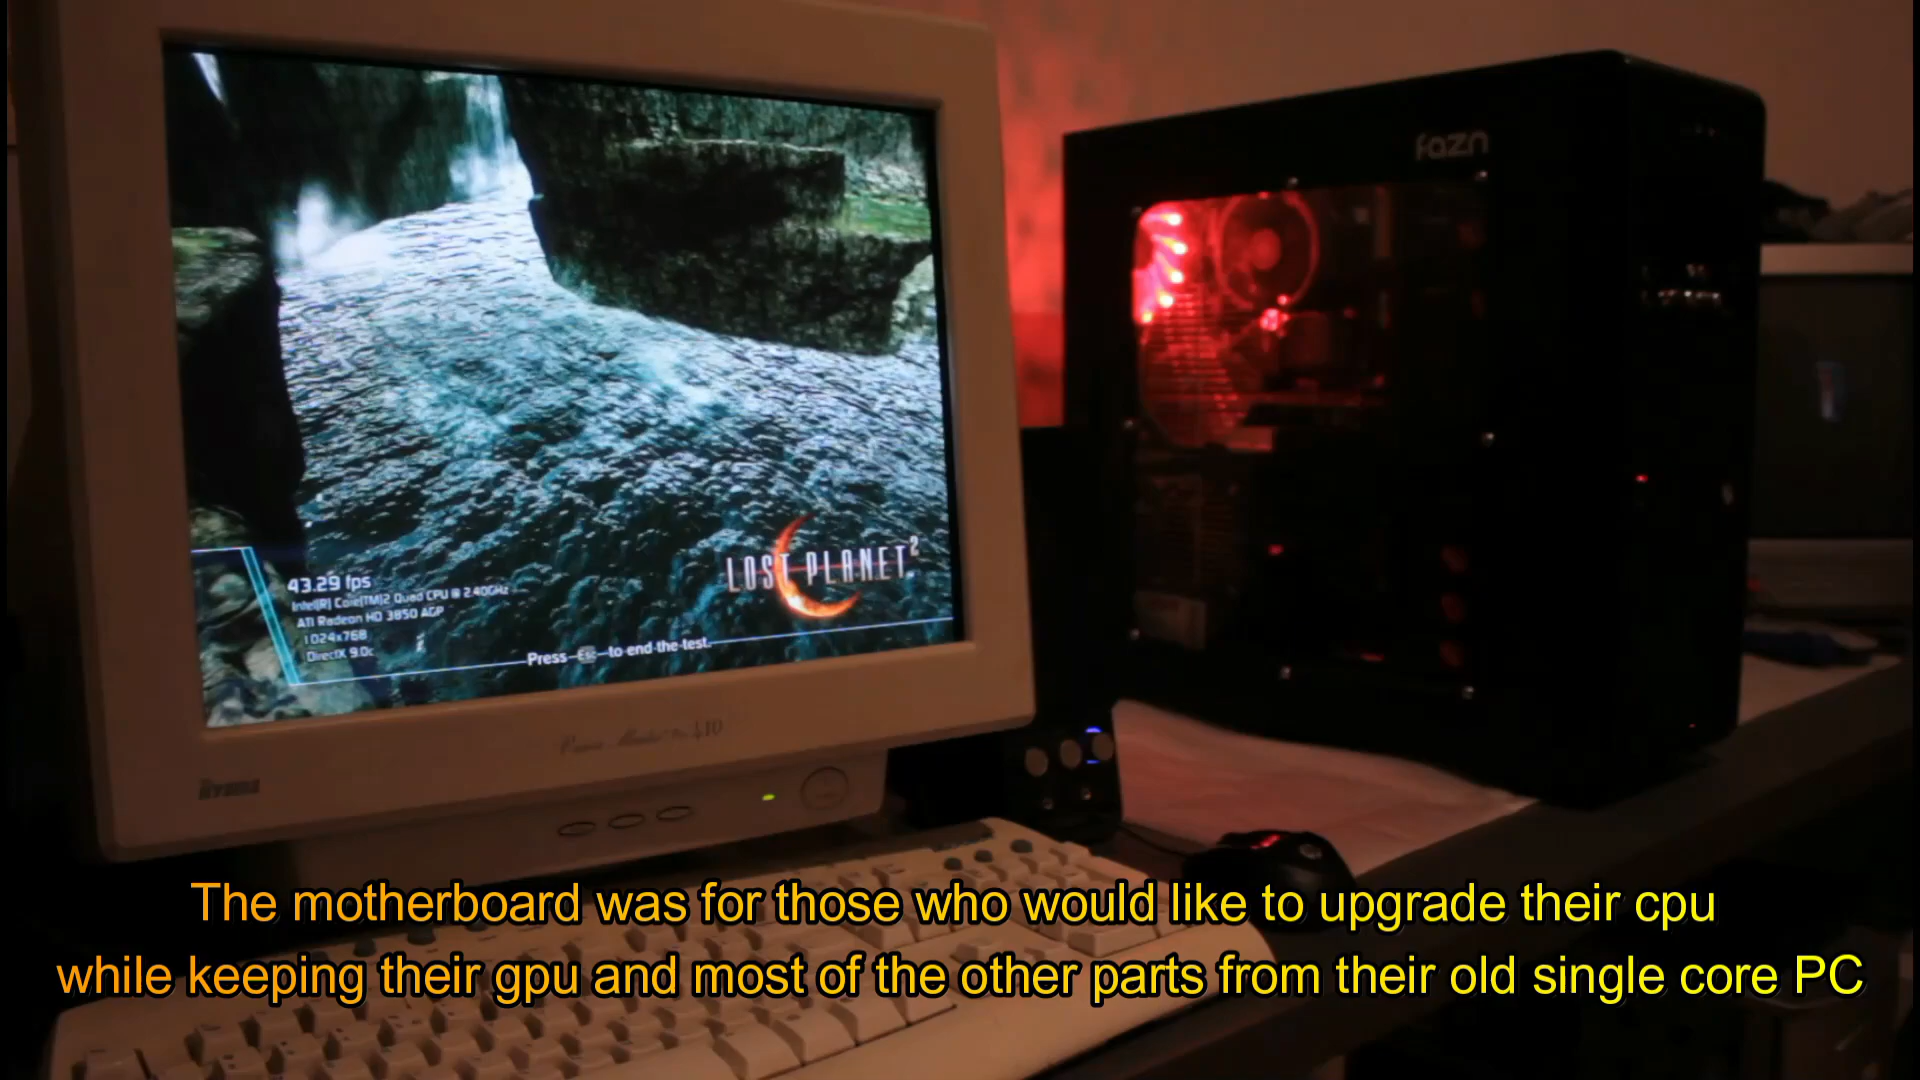 fazn
LOST PLANET 2
43.29 fps
Intel(R) Core(TM)2 Quad CPU @ 2.40GHz
ATI Radeon HD 3850 AGP
1024x768
DirectX 9.0c
Press Esc to end the test.
Pro 410
iiyama
The motherboard was for those who would like to upgrade their cpu
while keeping their gpu and most of the other parts from their old single core PC